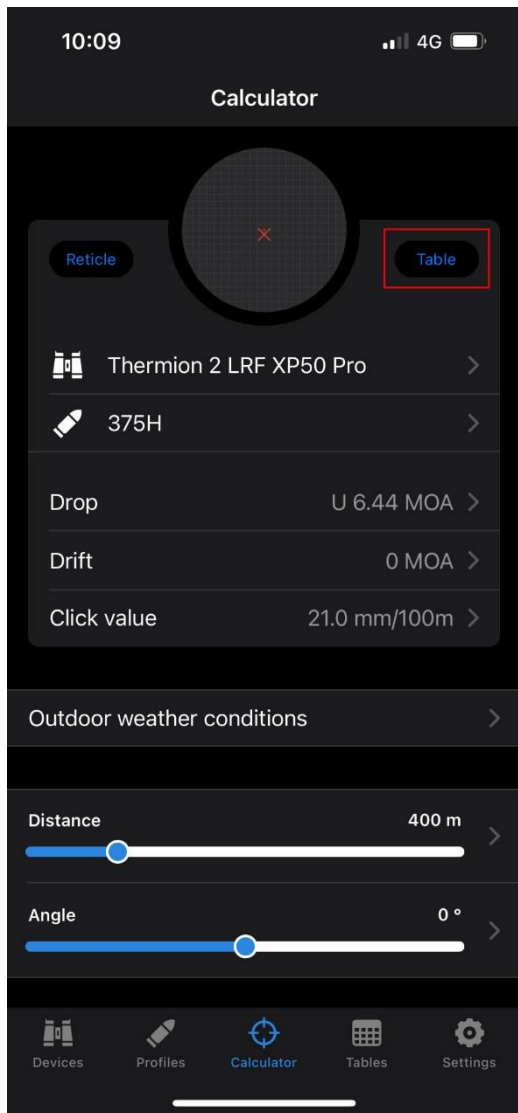 10:09 4G
Calculator
Reticle Table
Thermion 2 LRF XP50 Pro
375H
Drop U 6.44 MOA
Drift 0 MOA
Click value 21.0 mm/100m
Outdoor weather conditions
Distance 400 m
Angle 0 °
Devices Profiles Calculator Tables Settings